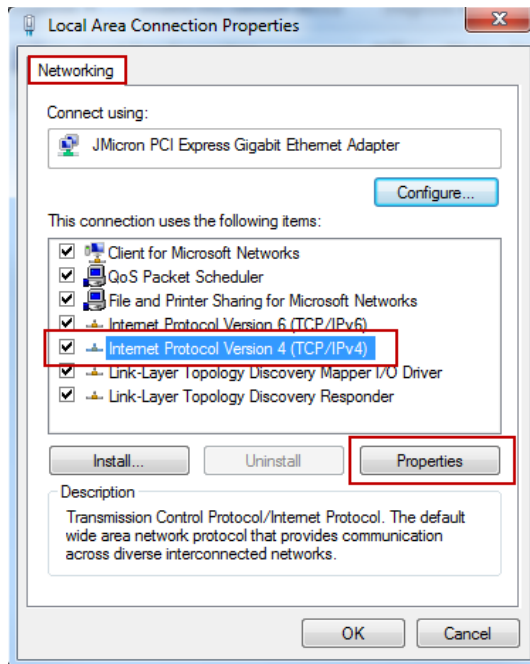 Local Area Connection Properties
Networking
Connect using:
JMicron PCI Express Gigabit Ethernet Adapter
Configure...
This connection uses the following items:
Client for Microsoft Networks
QoS Packet Scheduler
File and Printer Sharing for Microsoft Networks
Internet Protocol Version 6 (TCP/IPv6)
Internet Protocol Version 4 (TCP/IPv4)
Link-Layer Topology Discovery Mapper I/O Driver
Link-Layer Topology Discovery Responder
Install...
Uninstall
Properties
Description
Transmission Control Protocol/Internet Protocol. The default
wide area network protocol that provides communication
across diverse interconnected networks.
OK
Cancel